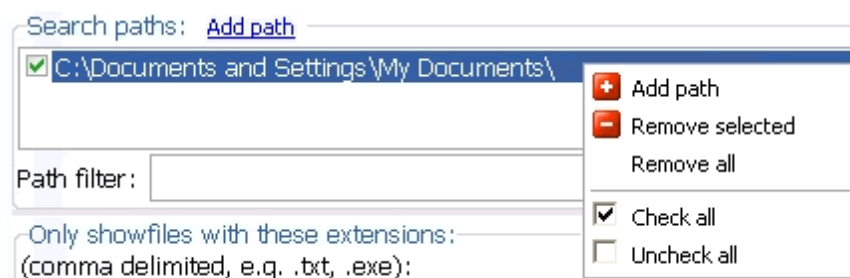 Search paths: Add path
C:\Documents and Settings\My Documents\
Add path
Remove selected
Remove all
Path filter:
Check all
Uncheck all
Only showfiles with these extensions:
(comma delimited, e.g. .txt, .exe):